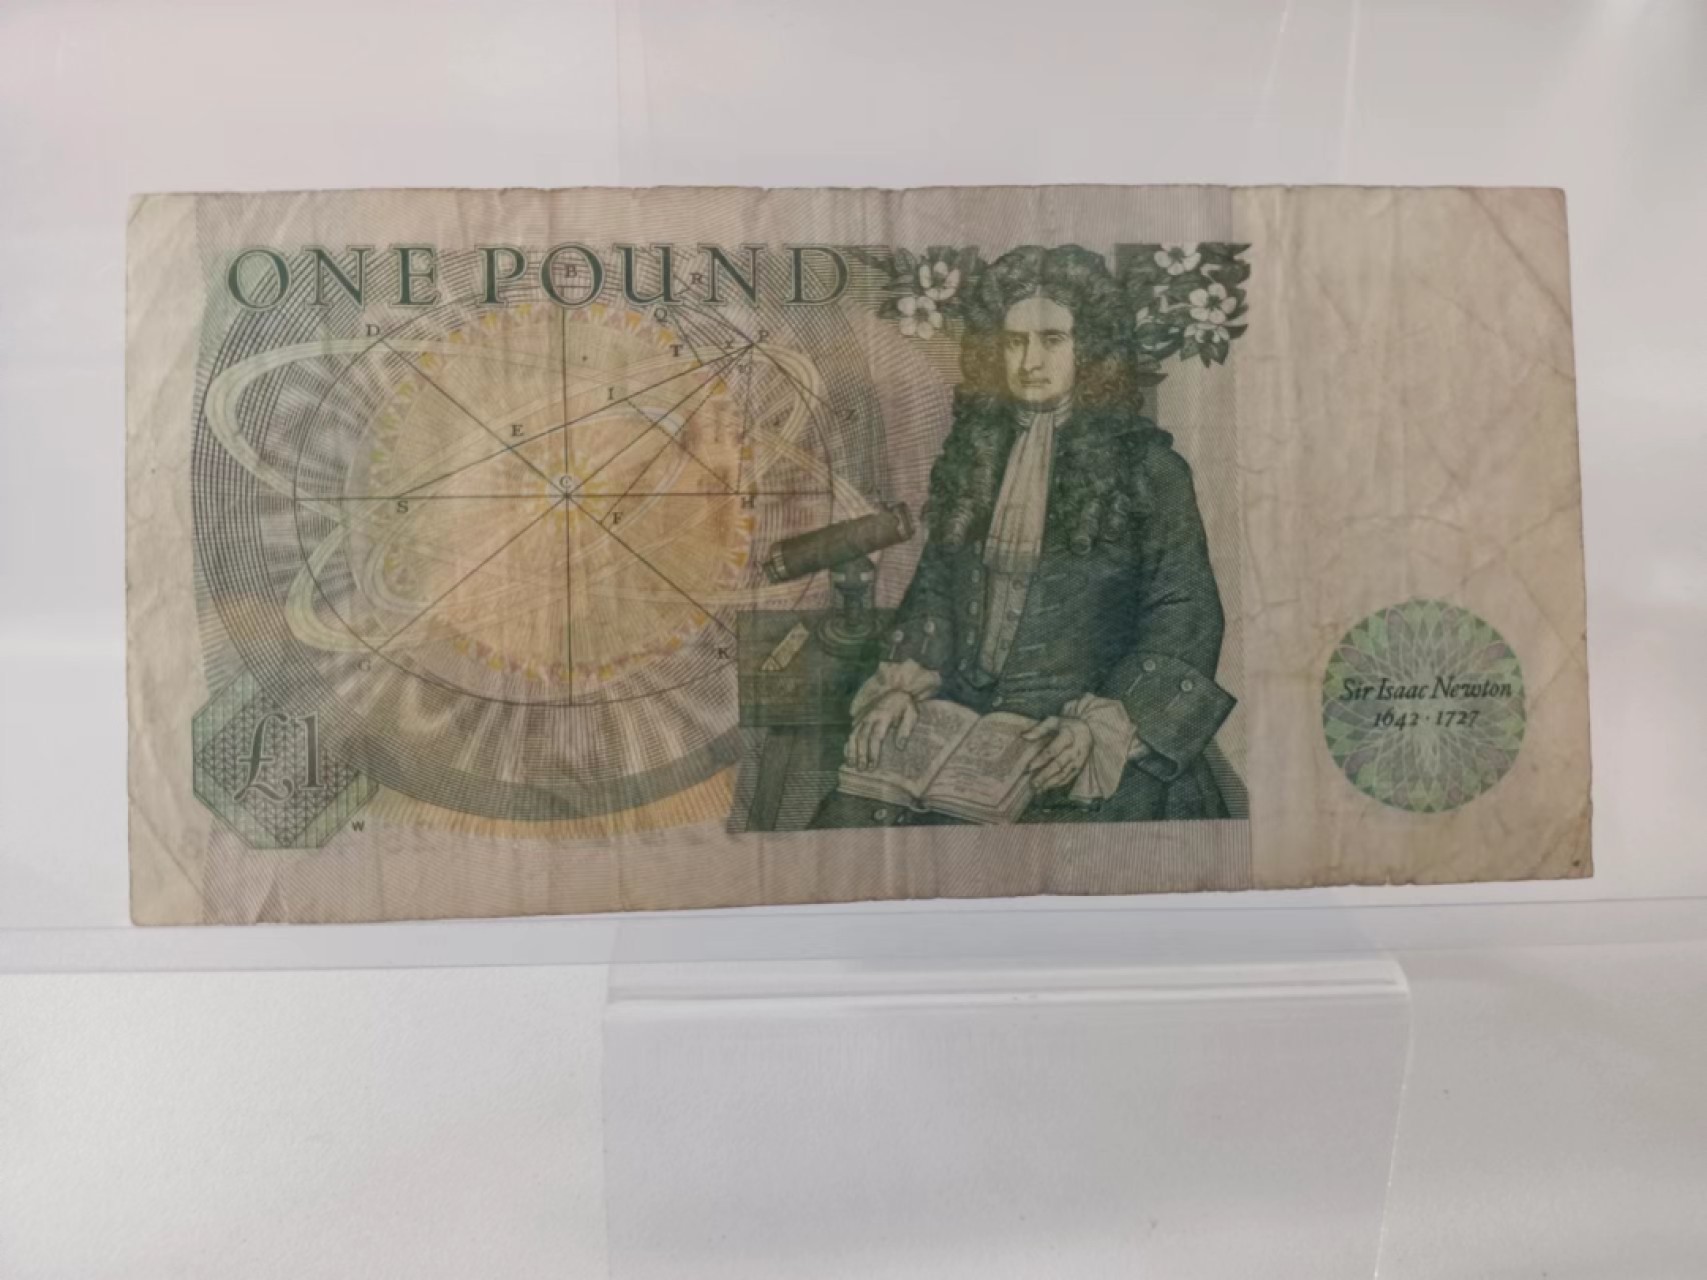 ONE POUND
B
R
D
Q
P
T
V
I
Z
E
C
S
H
F
G
K
£1
W
Sir Isaac Newton
1642·1727